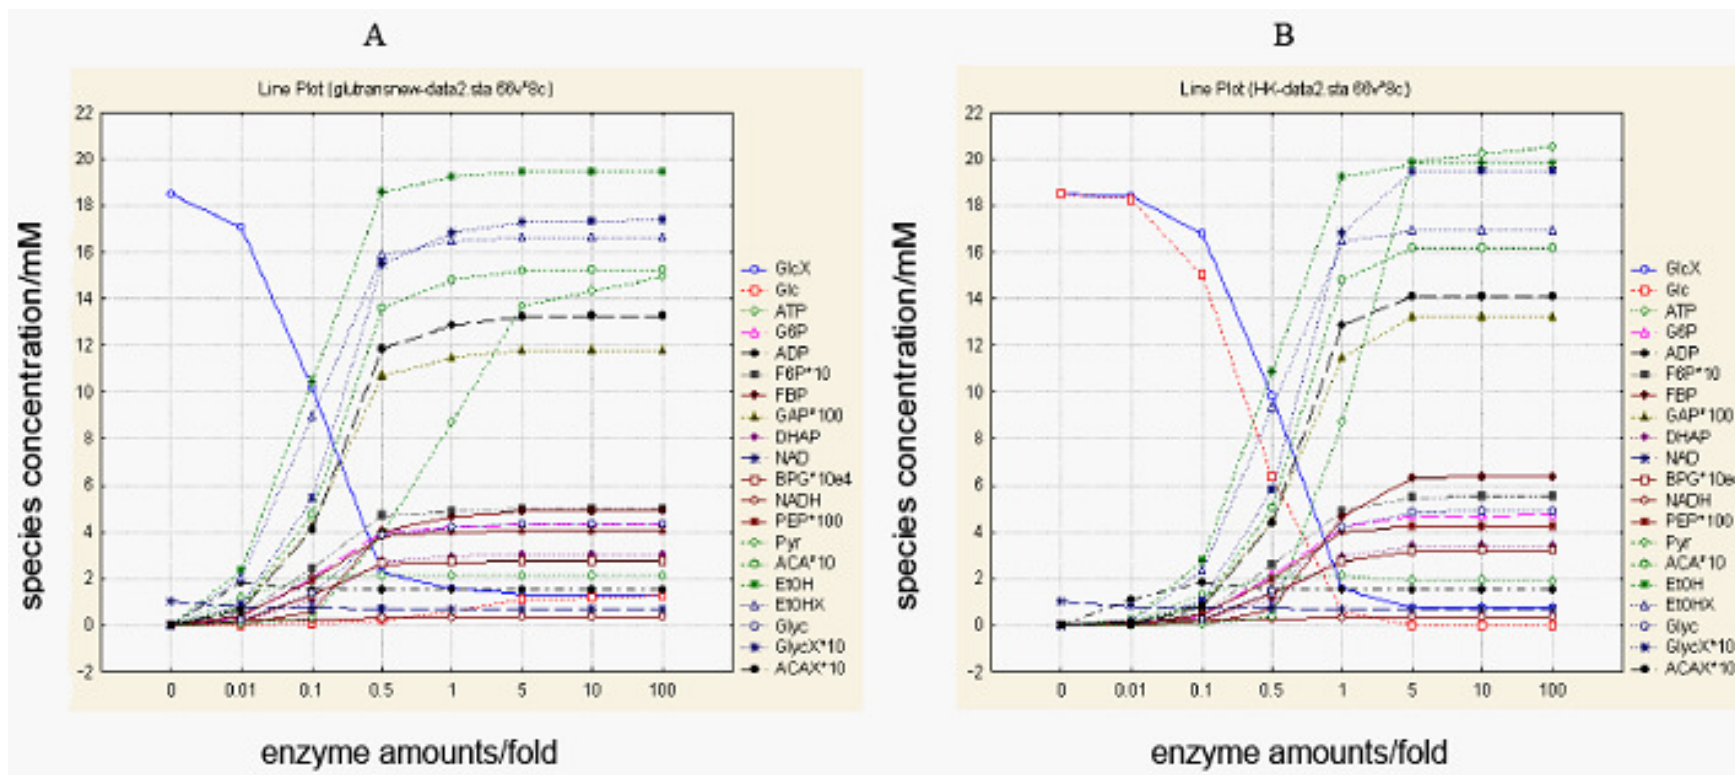 A
Line Plot (glutransnew-data2.sta 66v*8c)
22
20
18
16
14
12
10
8
6
4
2
0
-2
0 0.01 0.1 0.5 1 5 10 100
species concentration/mM
enzyme amounts/fold
GlcX
Glc
ATP
G6P
ADP
F6P*10
FBP
GAP*100
DHAP
NAD
BPG*10e4
NADH
PEP*100
Pyr
ACA*10
EtOH
EtOHX
Glyc
GlycX*10
ACAX*10
B
Line Plot (HK-data2.sta 66v*8c)
22
20
18
16
14
12
10
8
6
4
2
0
-2
0 0.01 0.1 0.5 1 5 10 100
species concentration/mM
enzyme amounts/fold
GlcX
Glc
ATP
G6P
ADP
F6P*10
FBP
GAP*100
DHAP
NAD
BPG*10e4
NADH
PEP*100
Pyr
ACA*10
EtOH
EtOHX
Glyc
GlycX*10
ACAX*10